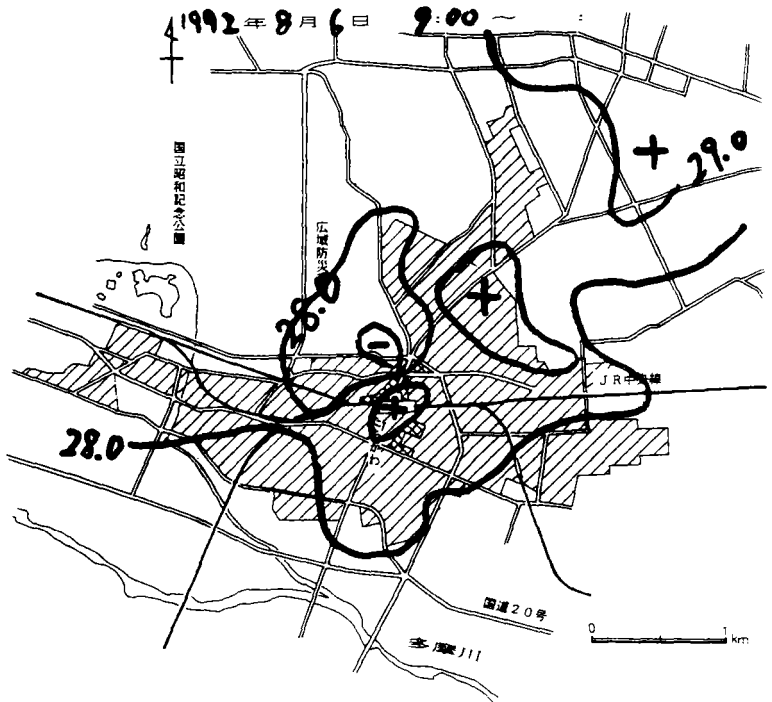 1992年8月6日 9:00～ :
国立昭和記念公園
広域防災
+ 29.0
28.0
+
-
JR中央線
+
28.0
国道20号
多摩川
0 1
km